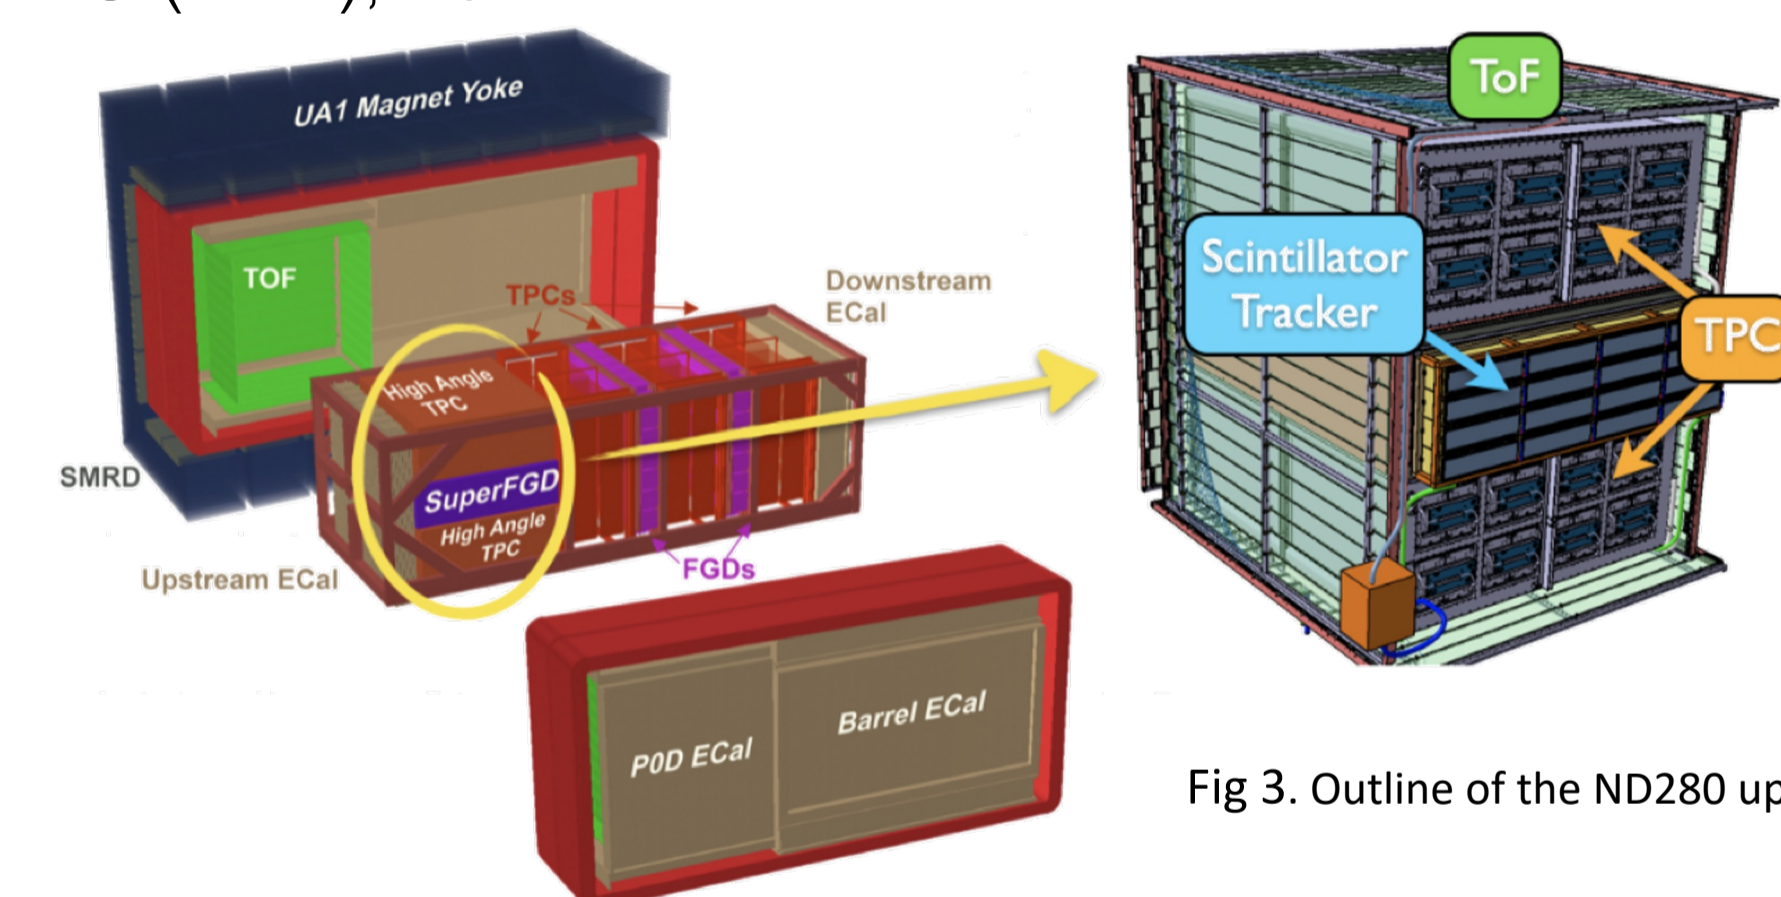 UA1 Magnet Yoke
ToF
TOF
Scintillator
Tracker
TPCs
Downstream
ECal
TPC
High Angle
TPC
SMRD
SuperFGD
High Angle
TPC
Upstream ECal
FGDs
Barrel ECal
P0D ECal
Fig 3. Outline of the ND280 up